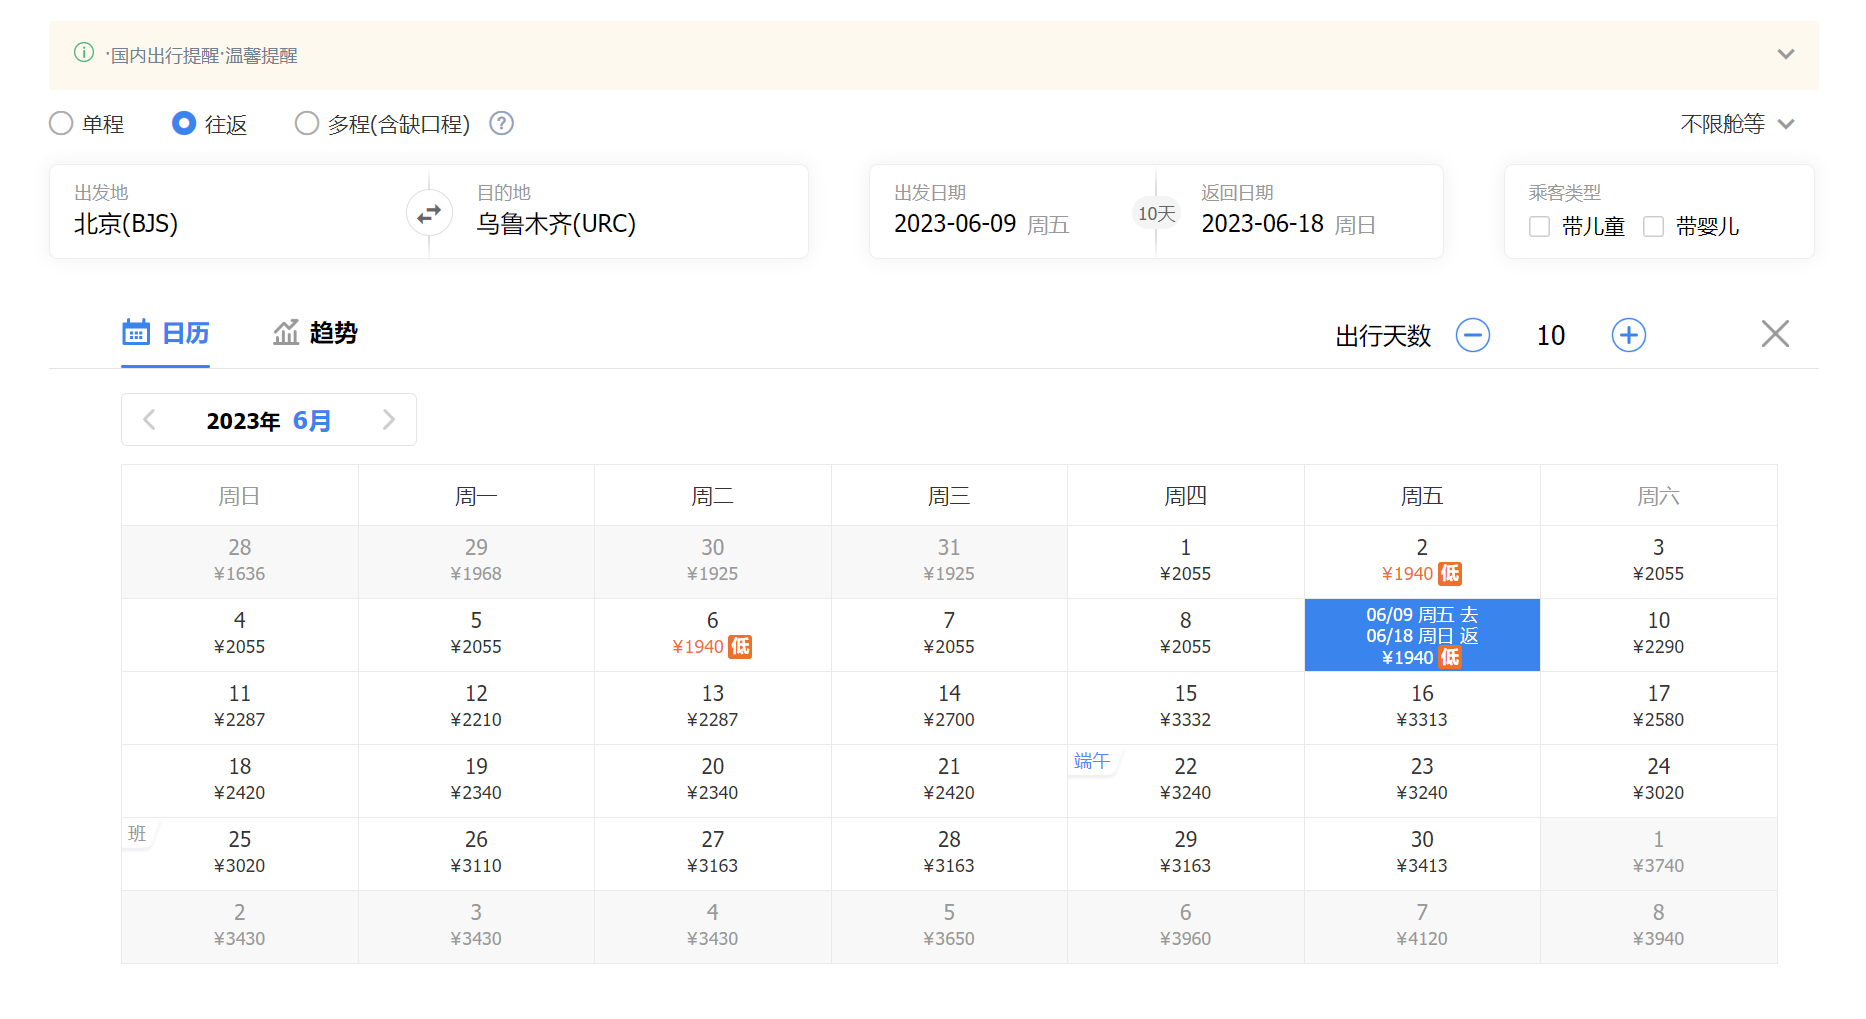 ·国内出行提醒·温馨提醒
单程 往返 多程(含缺口程) ? 不限舱等
出发地 目的地 出发日期 返回日期 乘客类型
北京(BJS) 乌鲁木齐(URC) 2023-06-09 周五 10天 2023-06-18 周日 带儿童 带婴儿
日历 趋势 出行天数 10
2023年 6月
周日 周一 周二 周三 周四 周五 周六
28 29 30 31 1 2 3
¥1636 ¥1968 ¥1925 ¥1925 ¥2055 ¥1940 低 ¥2055
4 5 6 7 8 06/09 周五 去 10
06/18 周日 返
¥2055 ¥2055 ¥1940 低 ¥2055 ¥2055 ¥1940 低 ¥2290
11 12 13 14 15 16 17
¥2287 ¥2210 ¥2287 ¥2700 ¥3332 ¥3313 ¥2580
18 19 20 21 端午 22 23 24
¥2420 ¥2340 ¥2340 ¥2420 ¥3240 ¥3240 ¥3020
班 25 26 27 28 29 30 1
¥3020 ¥3110 ¥3163 ¥3163 ¥3163 ¥3413 ¥3740
2 3 4 5 6 7 8
¥3430 ¥3430 ¥3430 ¥3650 ¥3960 ¥4120 ¥3940